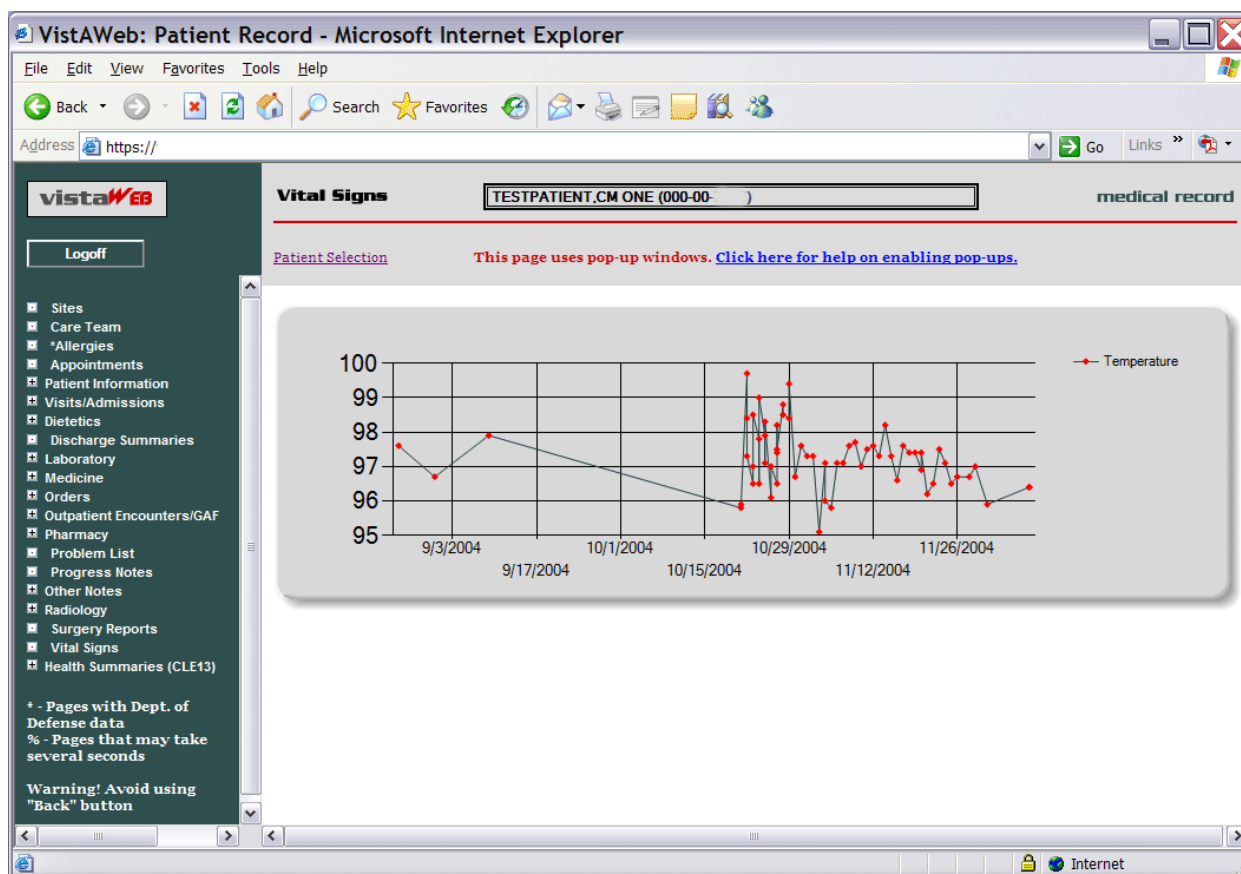 VistAWeb: Patient Record - Microsoft Internet Explorer
File Edit View Favorites Tools Help
Back Search Favorites
Address https:// Go Links »
vistaWEB
Logoff
Sites
Care Team
*Allergies
Appointments
Patient Information
Visits/Admissions
Dietetics
Discharge Summaries
Laboratory
Medicine
Orders
Outpatient Encounters/GAF
Pharmacy
Problem List
Progress Notes
Other Notes
Radiology
Surgery Reports
Vital Signs
Health Summaries (CLE13)
* - Pages with Dept. of
Defense data
% - Pages that may take
several seconds
Warning! Avoid using
"Back" button
Vital Signs TESTPATIENT,CM ONE (000-00- ) medical record
Patient Selection This page uses pop-up windows. Click here for help on enabling pop-ups.
100
99
98
97
96
95
9/3/2004 10/1/2004 10/29/2004 11/26/2004
9/17/2004 10/15/2004 11/12/2004
Temperature
Internet